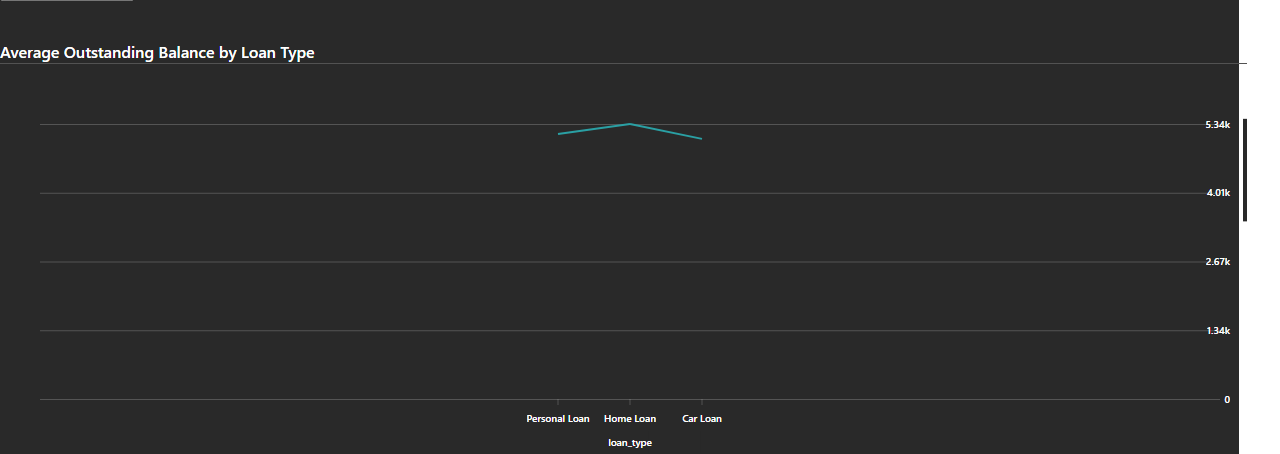 Average Outstanding Balance by Loan Type
5.34k
4.01k
2.67k
1.34k
0
Personal Loan Home Loan Car Loan
loan_type